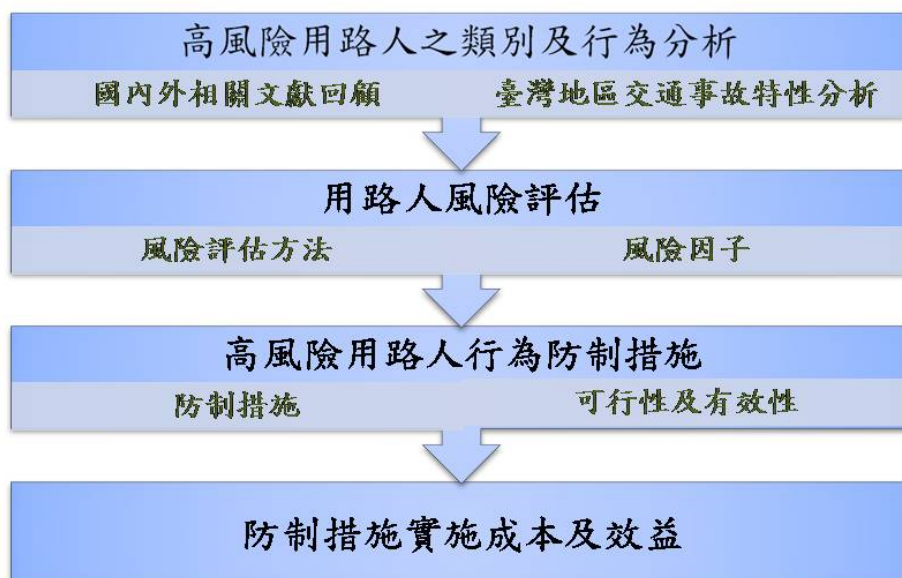 高風險用路人之類別及行為分析
國內外相關文獻回顧 臺灣地區交通事故特性分析
用路人風險評估
風險評估方法 風險因子
高風險用路人行為防制措施
防制措施 可行性及有效性
防制措施實施成本及效益